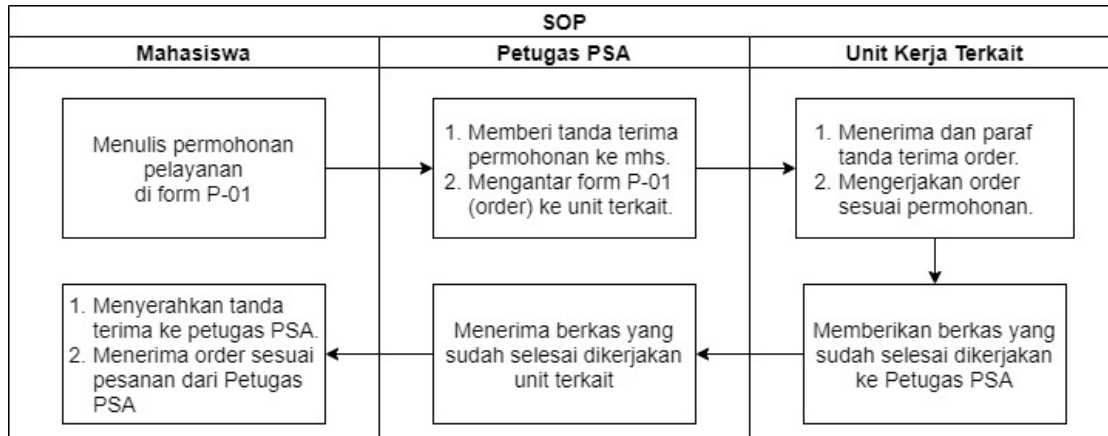 SOP
Mahasiswa
Petugas PSA
Unit Kerja Terkait
Menulis permohonan
pelayanan
di form P-01
1. Memberi tanda terima
permohonan ke mhs.
2. Mengantar form P-01
(order) ke unit terkait.
1. Menerima dan paraf
tanda terima order.
2. Mengerjakan order
sesuai permohonan.
Memberikan berkas yang
sudah selesai dikerjakan
ke Petugas PSA
Menerima berkas yang
sudah selesai dikerjakan
unit terkait
1. Menyerahkan tanda
terima ke petugas PSA.
2. Menerima order sesuai
pesanan dari Petugas
PSA